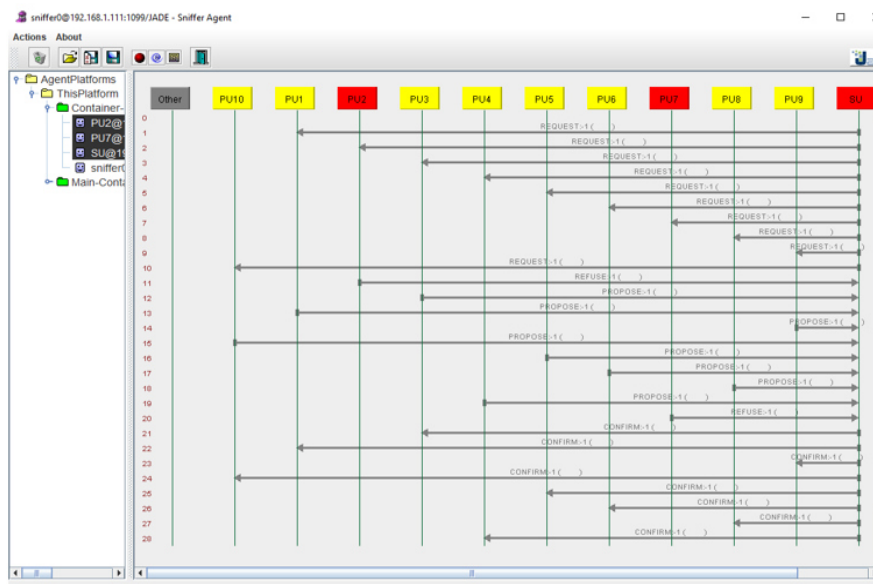 sniffer0@192.168.1.111:1099/JADE - Sniffer Agent
Actions About
AgentPlatforms
ThisPlatform
Container-
PU2@1
PU7@
SU@19
sniffer0
Main-Conta
Other PU10 PU1 PU2 PU3 PU4 PU5 PU6 PU7 PU8 PU9 SU
0
1 REQUEST:-1 ( )
2 REQUEST:-1 ( )
3 REQUEST:-1 ( )
4 REQUEST:-1 ( )
5 REQUEST:-1 ( )
6 REQUEST:-1 ( )
7 REQUEST:-1 ( )
8 REQUEST:-1 ( )
9 REQUEST:-1 ( )
10 REQUEST:-1 ( )
11 REFUSE:-1 ( )
12 PROPOSE:-1 ( )
13 PROPOSE:-1 ( )
14 PROPOSE:-1 ( )
15 PROPOSE:-1 ( )
16 PROPOSE:-1 ( )
17 PROPOSE:-1 ( )
18 PROPOSE:-1 ( )
19 PROPOSE:-1 ( )
20 REFUSE:-1 ( )
21 CONFIRM:-1 ( )
22 CONFIRM:-1 ( )
23 CONFIRM:-1 ( )
24 CONFIRM:-1 ( )
25 CONFIRM:-1 ( )
26 CONFIRM:-1 ( )
27 CONFIRM:-1 ( )
28 CONFIRM:-1 ( )